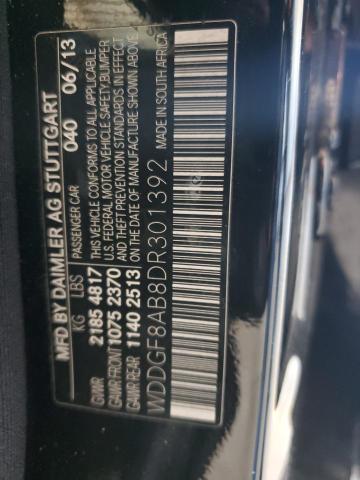 MFD BY DAIMLER AG STUTTGART
KG LBS PASSENGER CAR 040 06/13
GVWR 2185 4817 THIS VEHICLE CONFORMS TO ALL APPLICABLE
GAWR FRONT 1075 2370 U.S. FEDERAL MOTOR VEHICLE SAFETY, BUMPER
GAWR REAR 1140 2513 AND THEFT PREVENTION STANDARDS IN EFFECT
ON THE DATE OF MANUFACTURE SHOWN ABOVE
WDDGF8AB8DR301392 MADE IN SOUTH AFRICA